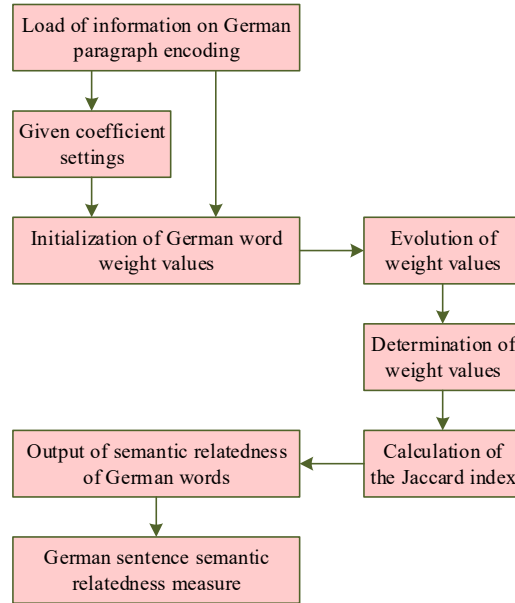 Load of information on German
paragraph encoding
Given coefficient
settings
Initialization of German word
weight values
Evolution of
weight values
Determination of
weight values
Calculation of
the Jaccard index
Output of semantic relatedness
of German words
German sentence semantic
relatedness measure